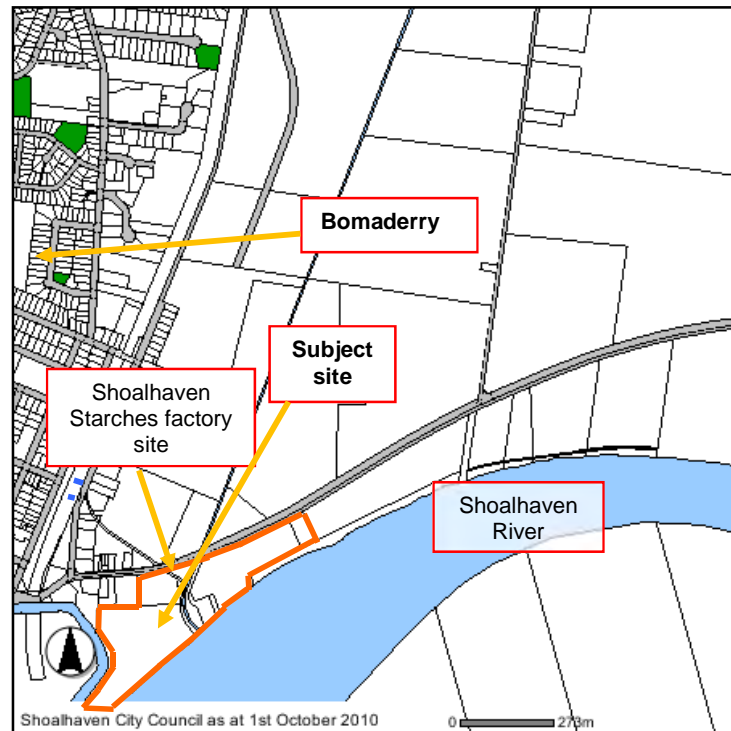 Bomaderry
Subject
site
Shoalhaven
Starches factory
site
Shoalhaven
River
Shoalhaven City Council as at 1st October 2010
0 273m